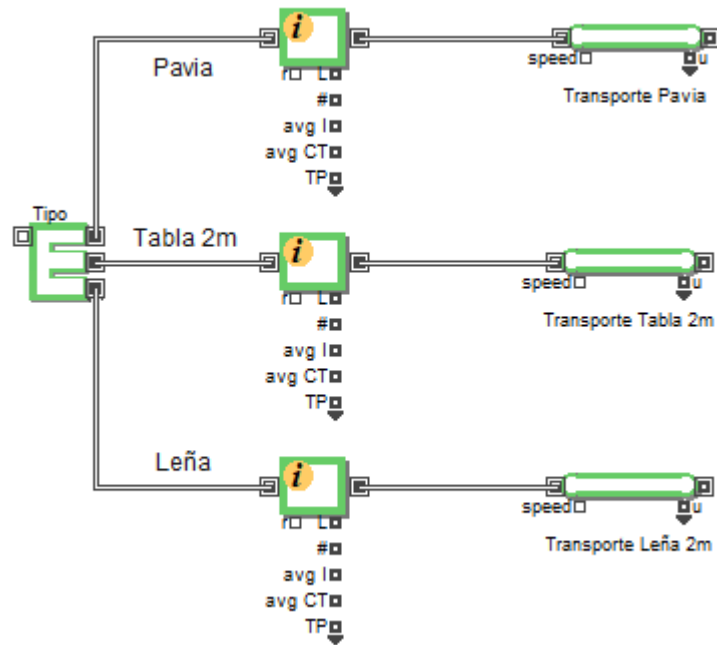 Pavia
i
r L
#
avg I
avg CT
TP
speed u
Transporte Pavia
Tipo
Tabla 2m
i
r L
#
avg I
avg CT
TP
speed u
Transporte Tabla 2m
Leña
i
r L
#
avg I
avg CT
TP
speed u
Transporte Leña 2m